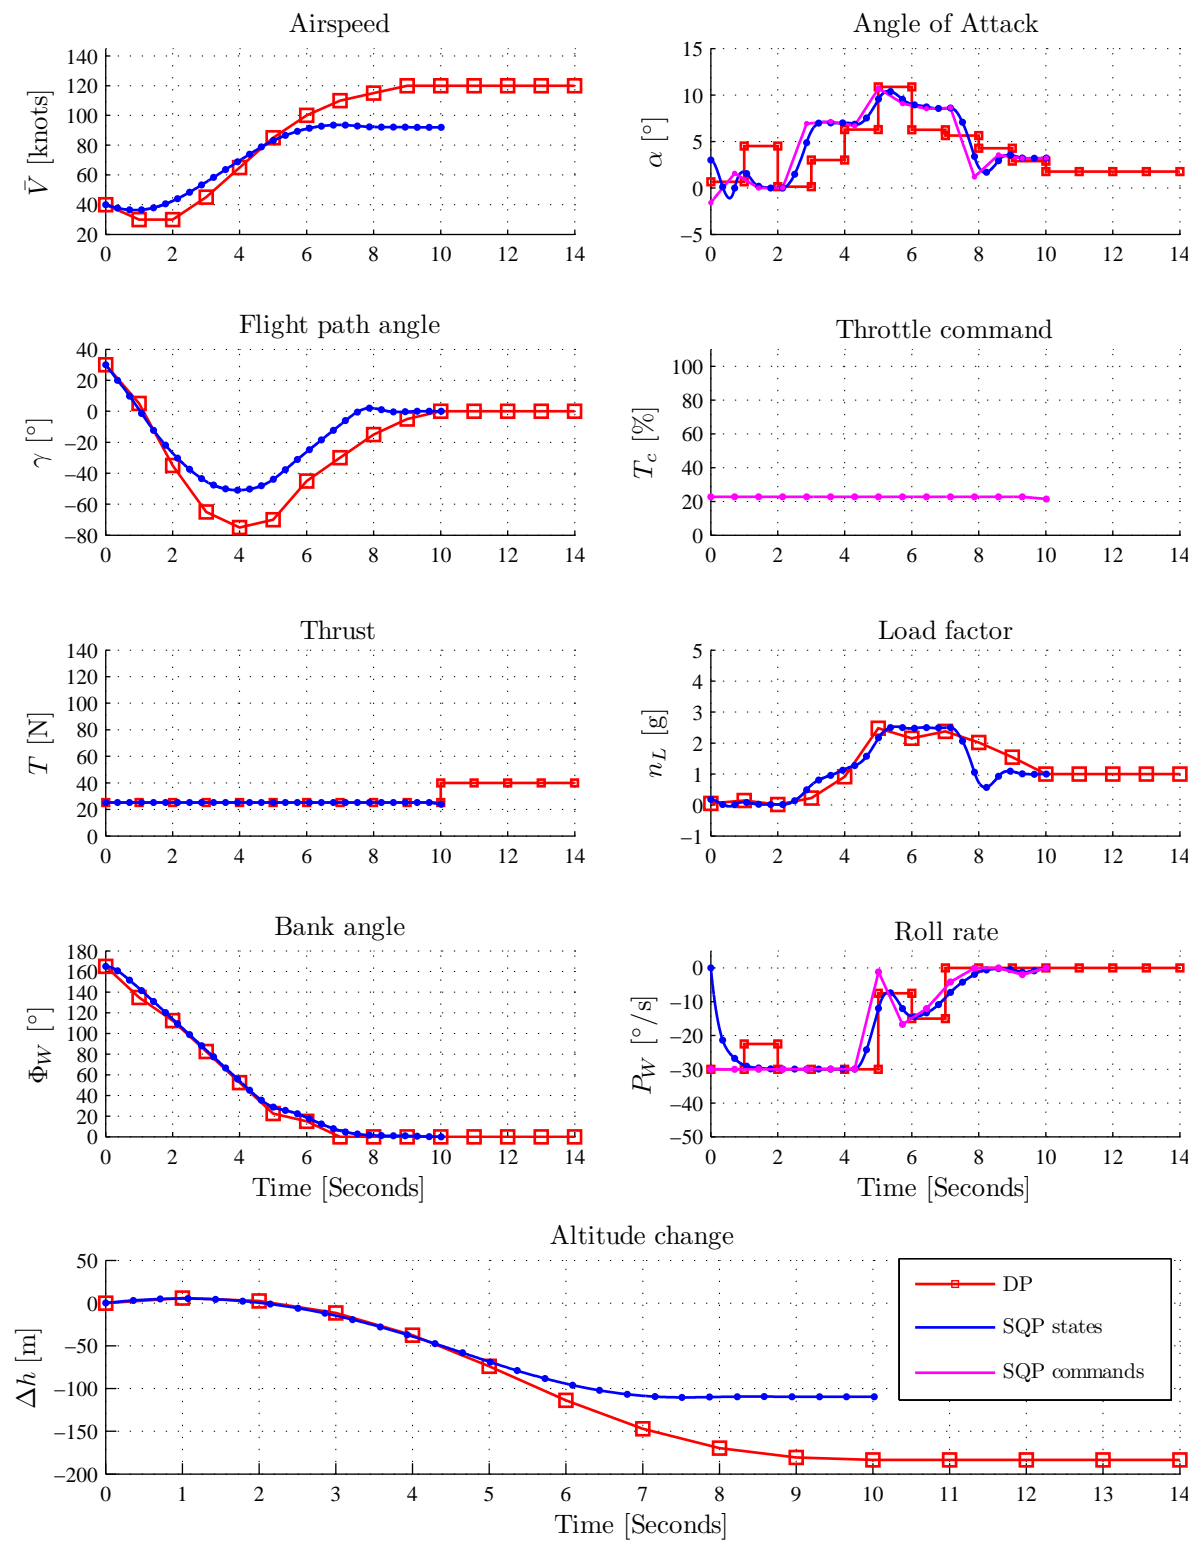 Airspeed
V̄ [knots]
140
120
100
80
60
40
20
0 2 4 6 8 10 12 14
Angle of Attack
α [°]
15
10
5
0
−5
0 2 4 6 8 10 12 14
Flight path angle
γ [°]
40
20
0
−20
−40
−60
−80
0 2 4 6 8 10 12 14
Throttle command
T_c [%]
100
80
60
40
20
0
0 2 4 6 8 10 12 14
Thrust
T [N]
140
120
100
80
60
40
20
0
0 2 4 6 8 10 12 14
Load factor
n_L [g]
5
4
3
2
1
0
−1
0 2 4 6 8 10 12 14
Bank angle
Φ_W [°]
180
160
140
120
100
80
60
40
20
0
0 2 4 6 8 10 12 14
Time [Seconds]
Roll rate
P_W [°/s]
0
−10
−20
−30
−40
−50
0 2 4 6 8 10 12 14
Time [Seconds]
Altitude change
Δh [m]
50
0
−50
−100
−150
−200
0 1 2 3 4 5 6 7 8 9 10 11 12 13 14
Time [Seconds]
DP
SQP states
SQP commands